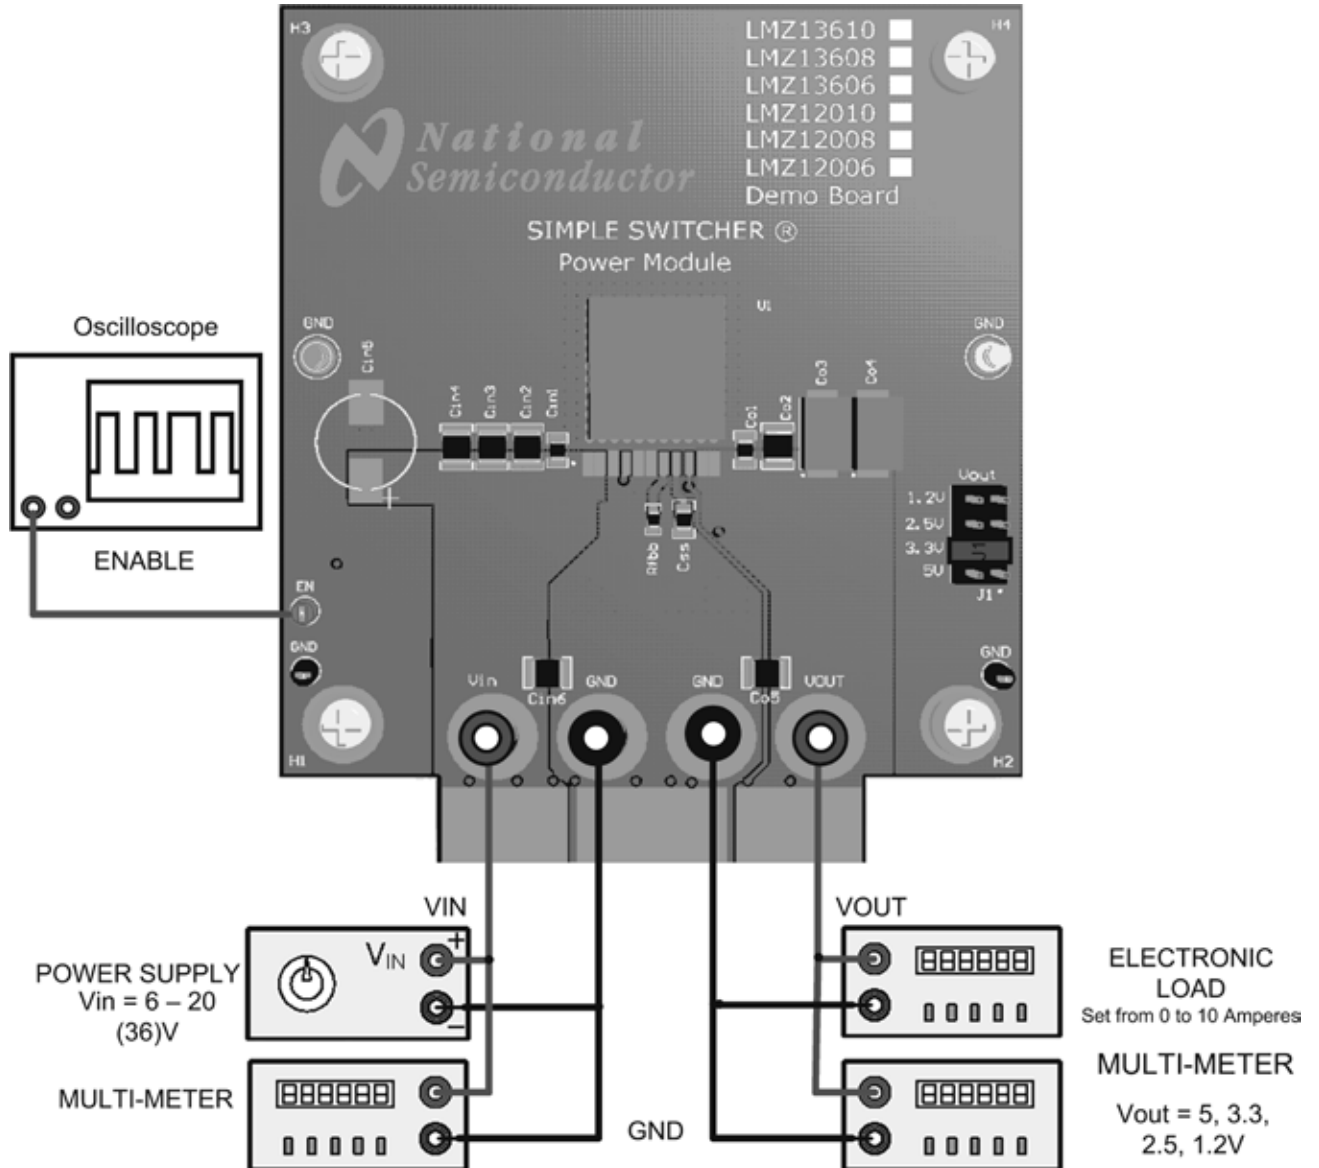 H3
H4
LMZ13610
LMZ13608
LMZ13606
LMZ12010
LMZ12008
LMZ12006
Demo Board
National
Semiconductor
SIMPLE SWITCHER ®
Power Module
U1
Oscilloscope
GND
GND
Cin5
Cin4
Cin3
Cin2
Cin1
Co1
Co2
Co3
Co4
+
Vout
1.2V
2.5V
3.3V
5V
J1
J1*
Rfbb
Css
ENABLE
EN
GND
GND
Vin
Cin6
GND
GND
Co5
VOUT
H1
H2
VIN
VOUT
POWER SUPPLY
Vin = 6 – 20
(36)V
VIN
+
–
ELECTRONIC
LOAD
Set from 0 to 10 Amperes
MULTI-METER
GND
MULTI-METER
Vout = 5, 3.3,
2.5, 1.2V